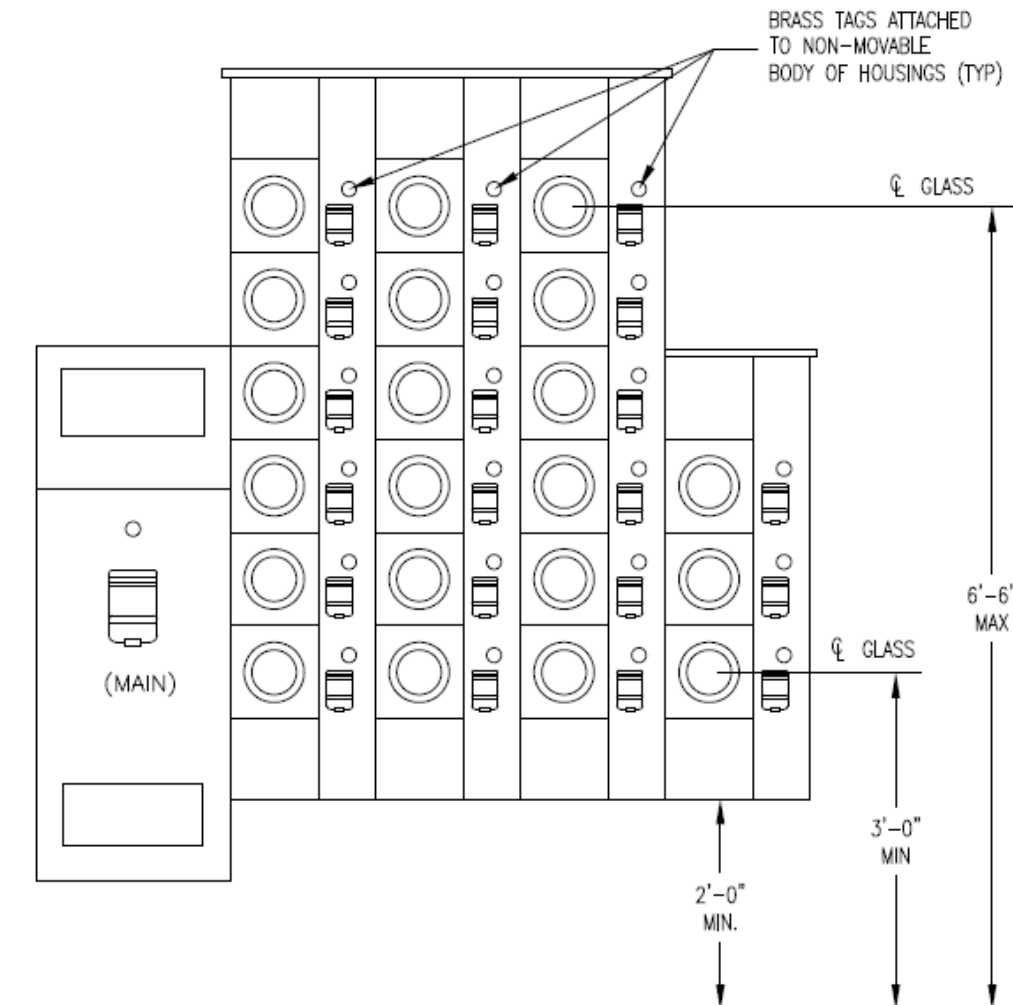 BRASS TAGS ATTACHED
TO NON-MOVABLE
BODY OF HOUSINGS (TYP)
℄ GLASS
6'-6'
MAX
℄ GLASS
(MAIN)
3'-0"
MIN
2'-0"
MIN.